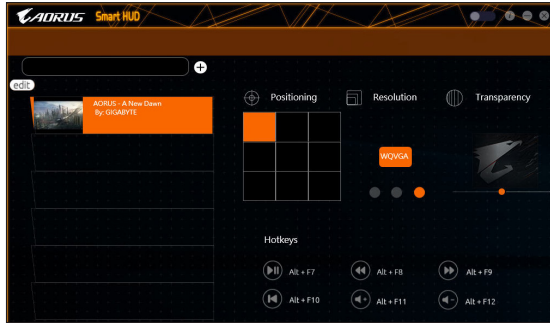 AORUS Smart HUD
edit
AORUS - A New Dawn
By: GIGABYTE
Positioning Resolution Transparency
WQVGA
Hotkeys
Alt + F7 Alt + F8 Alt + F9
Alt + F10 Alt + F11 Alt + F12